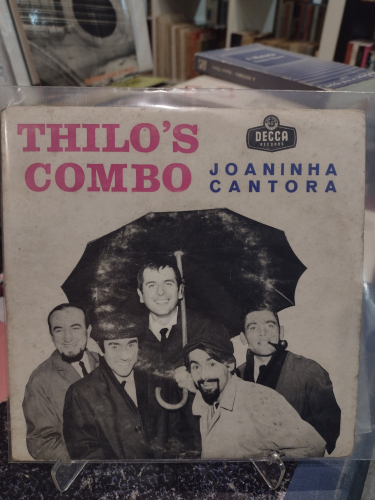 THILO'S
COMBO
DECCA
RECORDS
JOANINHA
CANTORA